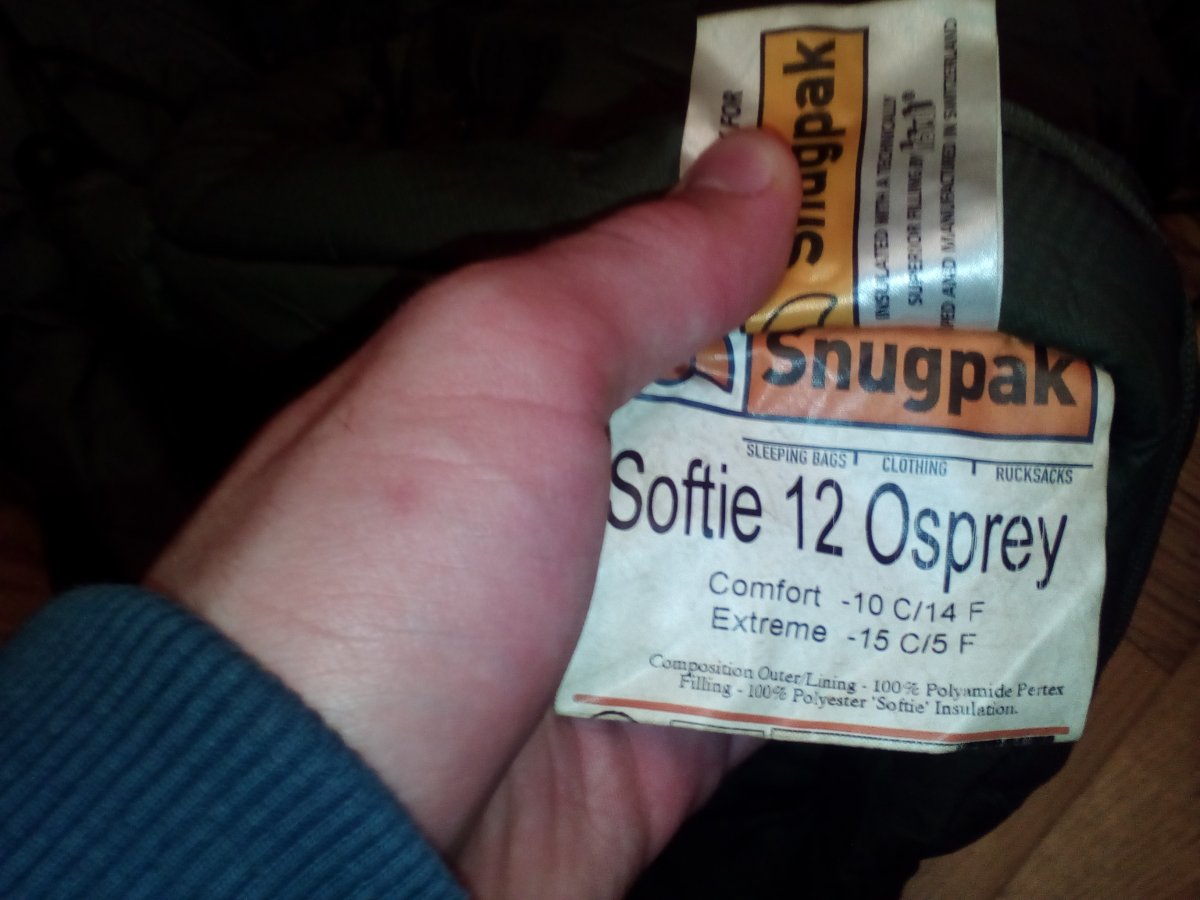 FOR
Snugpak
INSULATED WITH A TECHNICALLY
SUPERIOR FILLING BY
AND MANUFACTURED IN SWITZERLAND
Snugpak
SLEEPING BAGS CLOTHING RUCKSACKS
Softie 12 Osprey
Comfort -10 C/14 F
Extreme -15 C/5 F
Composition Outer/Lining - 100% Polyamide Pertex
Filling - 100% Polyester 'Softie' Insulation.